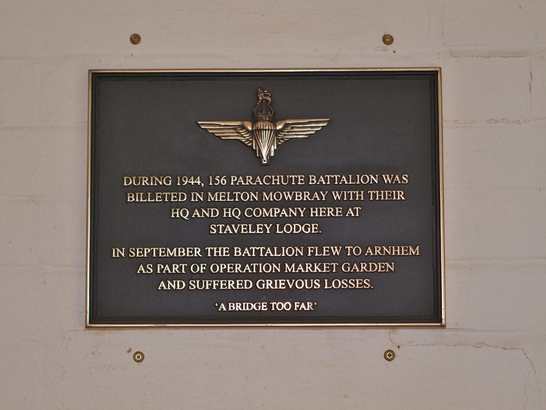 DURING 1944, 156 PARACHUTE BATTALION WAS
BILLETED IN MELTON MOWBRAY WITH THEIR
HQ AND HQ COMPANY HERE AT
STAVELEY LODGE.
IN SEPTEMBER THE BATTALION FLEW TO ARNHEM
AS PART OF OPERATION MARKET GARDEN
AND SUFFERED GRIEVOUS LOSSES.
'A BRIDGE TOO FAR'